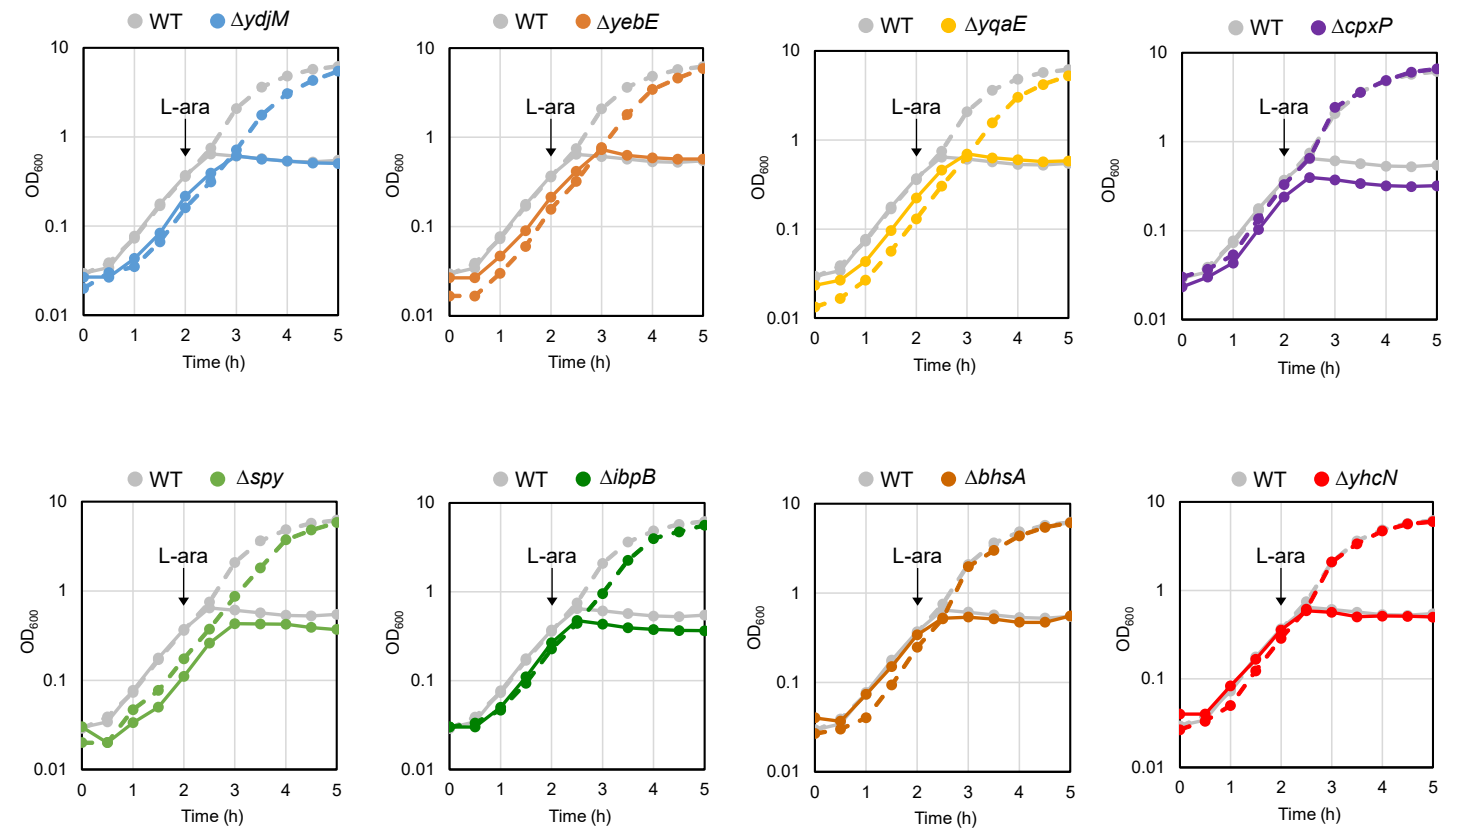 WT ΔydjM
10
1
0.1
0.01
OD600
L-ara
0 1 2 3 4 5
Time (h)
WT ΔyebE
10
1
0.1
0.01
OD600
L-ara
0 1 2 3 4 5
Time (h)
WT ΔyqaE
10
1
0.1
0.01
OD600
L-ara
0 1 2 3 4 5
Time (h)
WT ΔcpxP
10
1
0.1
0.01
OD600
L-ara
0 1 2 3 4 5
Time (h)
WT Δspy
10
1
0.1
0.01
OD600
L-ara
0 1 2 3 4 5
Time (h)
WT ΔibpB
10
1
0.1
0.01
OD600
L-ara
0 1 2 3 4 5
Time (h)
WT ΔbhsA
10
1
0.1
0.01
OD600
L-ara
0 1 2 3 4 5
Time (h)
WT ΔyhcN
10
1
0.1
0.01
OD600
L-ara
0 1 2 3 4 5
Time (h)